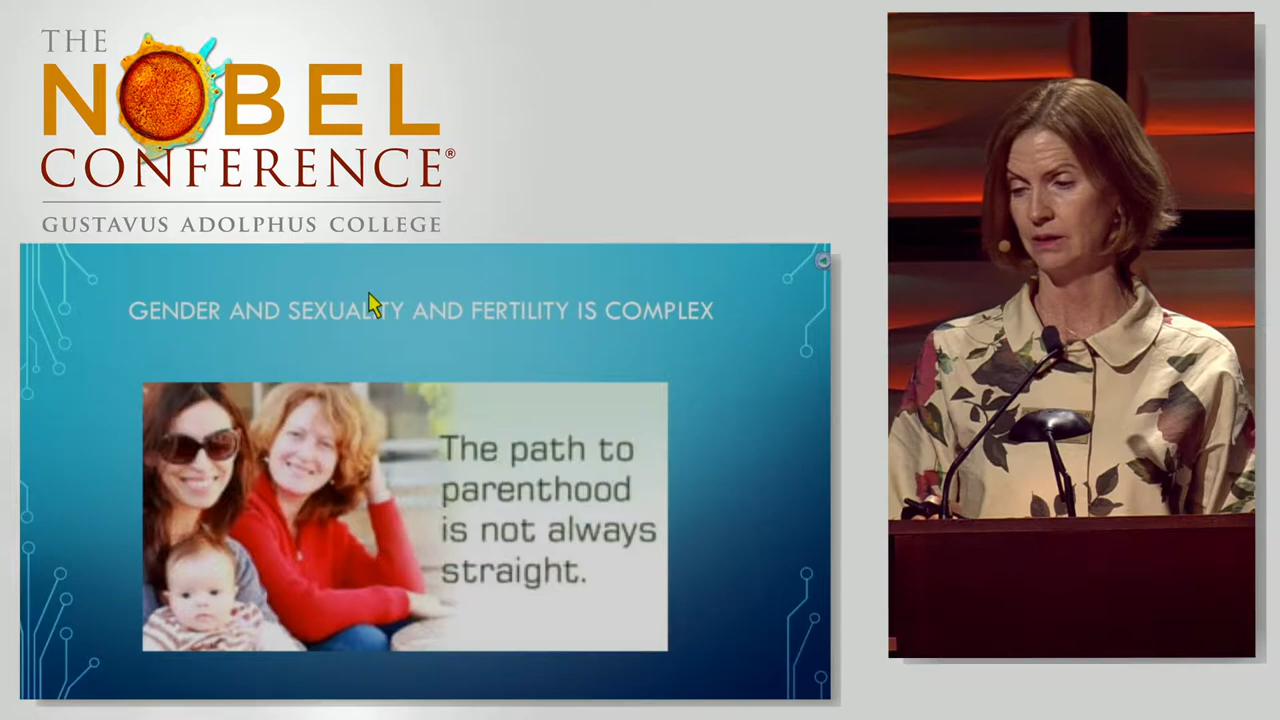 THE
NOBEL
CONFERENCE®
GUSTAVUS ADOLPHUS COLLEGE
GENDER AND SEXUALITY AND FERTILITY IS COMPLEX
The path to
parenthood
is not always
straight.